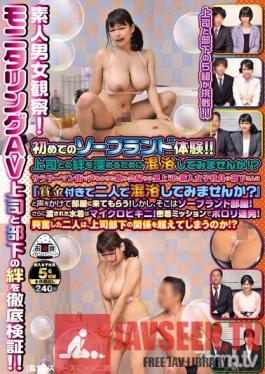 素人男女観察!
モニタリングAV
上司と部下の絆を徹底検証!!
上司と部下の5組が挑戦!!
初めてのソープランド体験!!
上司との絆を深めるために混浴してみませんか!?
「賞金付きで二人で混浴してみませんか?」
と声をかけて部屋に来てもらう!しかし、そこはソープランド部屋!
さらに渡された水着はマイクロビキニ!密着ミッションでポロリ連発!
興奮した二人は、上司部下の関係を超えてしまうのか!?
5名
240分
JAVSEEN.TV